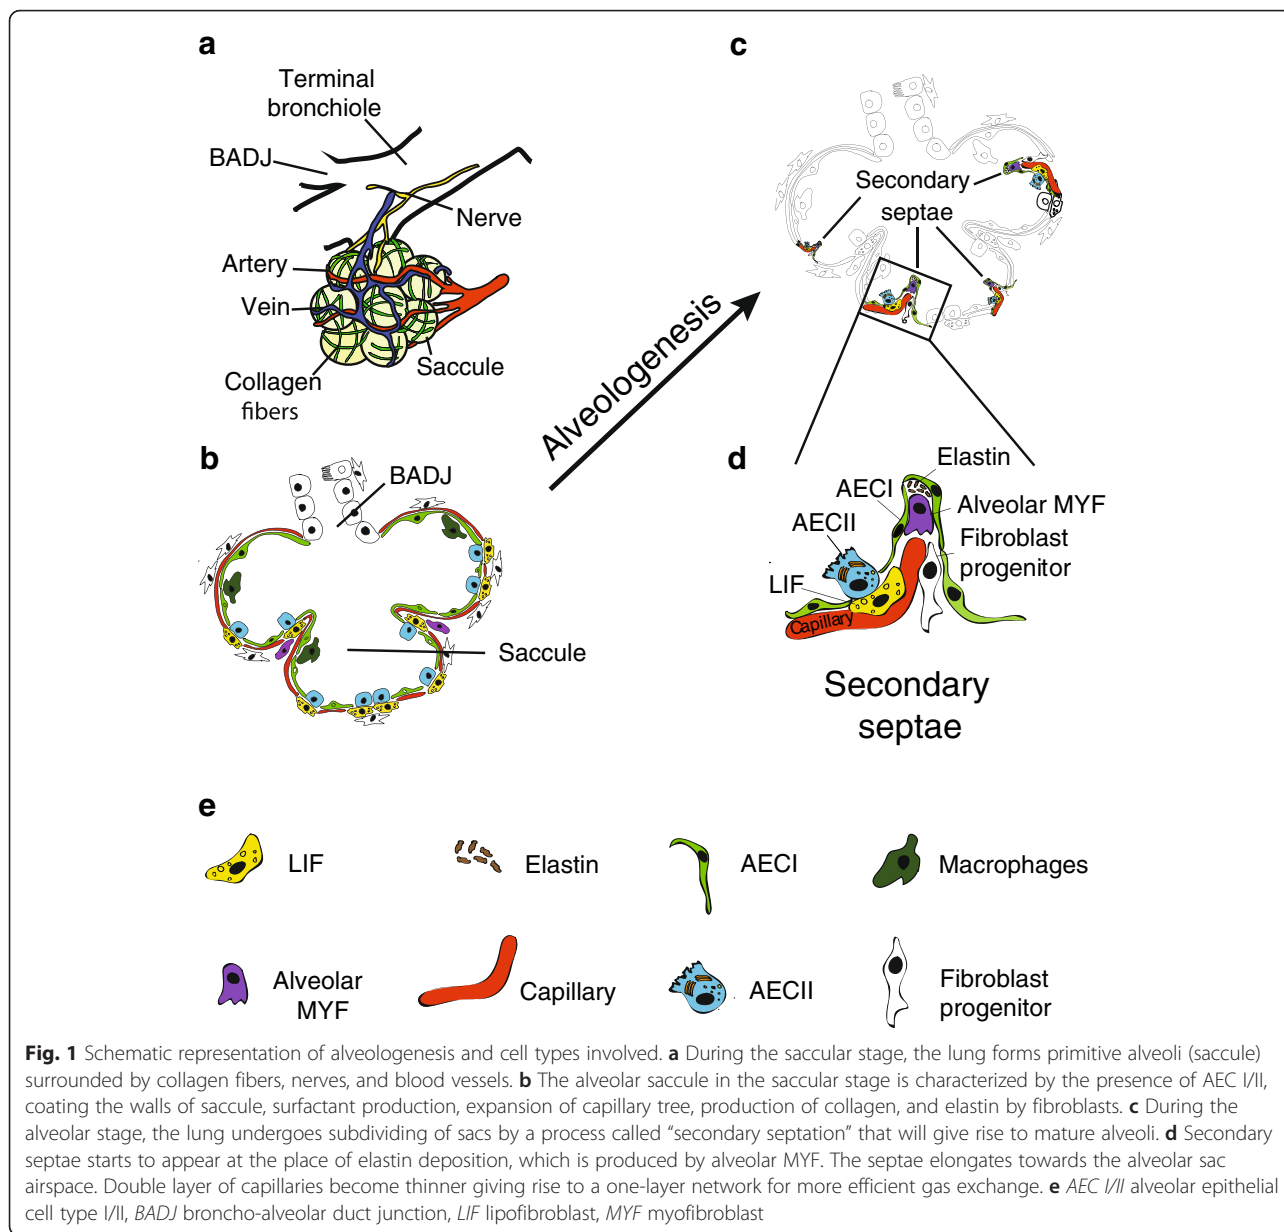 a
Terminal
bronchiole
BADJ
Nerve
Artery
Vein
Saccule
Collagen
fibers
b
BADJ
Saccule
Alveologenesis
c
Secondary
septae
d
Elastin
AECI
Alveolar MYF
AECII
Fibroblast
progenitor
LIF
Capillary
Secondary
septae
e
LIF
Elastin
AECI
Macrophages
Alveolar
MYF
Capillary
AECII
Fibroblast
progenitor
Fig. 1 Schematic representation of alveologenesis and cell types involved. a During the saccular stage, the lung forms primitive alveoli (saccule)
surrounded by collagen fibers, nerves, and blood vessels. b The alveolar saccule in the saccular stage is characterized by the presence of AEC I/II,
coating the walls of saccule, surfactant production, expansion of capillary tree, production of collagen, and elastin by fibroblasts. c During the
alveolar stage, the lung undergoes subdividing of sacs by a process called “secondary septation” that will give rise to mature alveoli. d Secondary
septae starts to appear at the place of elastin deposition, which is produced by alveolar MYF. The septae elongates towards the alveolar sac
airspace. Double layer of capillaries become thinner giving rise to a one-layer network for more efficient gas exchange. e AEC I/II alveolar epithelial
cell type I/II, BADJ broncho-alveolar duct junction, LIF lipofibroblast, MYF myofibroblast